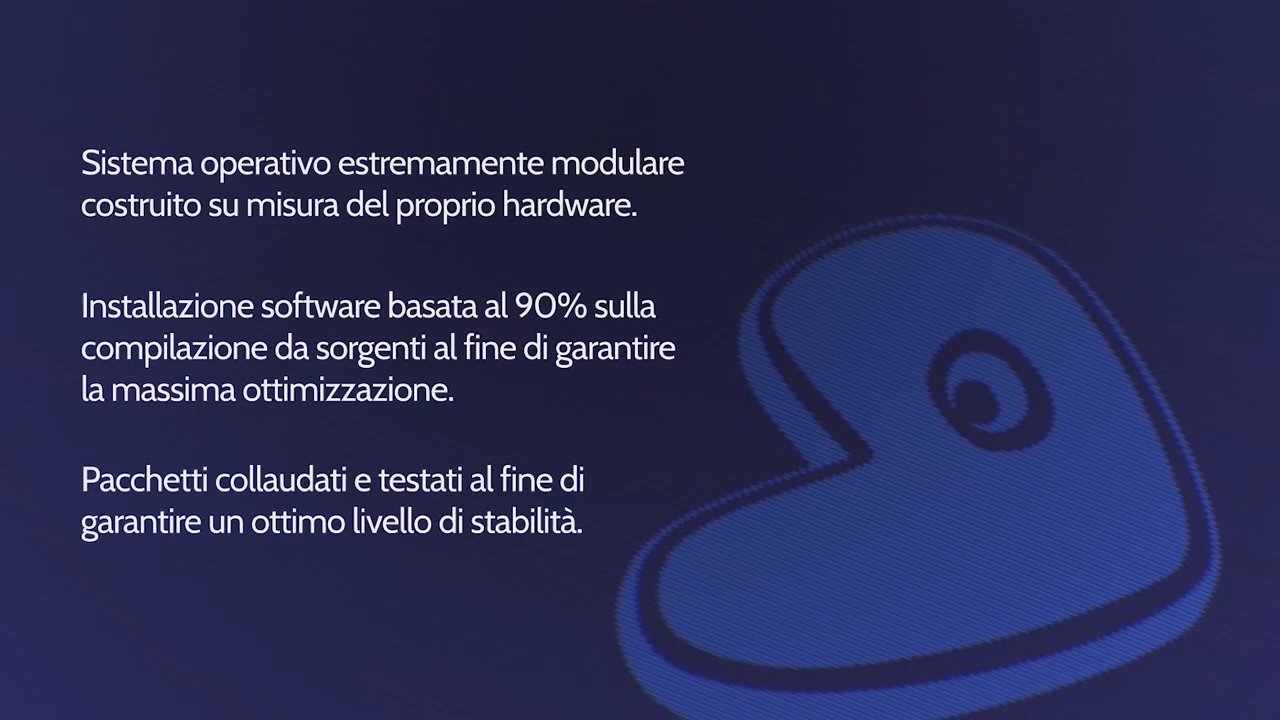 Sistema operativo estremamente modulare
costruito su misura del proprio hardware.
Installazione software basata al 90% sulla
compilazione da sorgenti al fine di garantire
la massima ottimizzazione.
Pacchetti collaudati e testati al fine di
garantire un ottimo livello di stabilità.